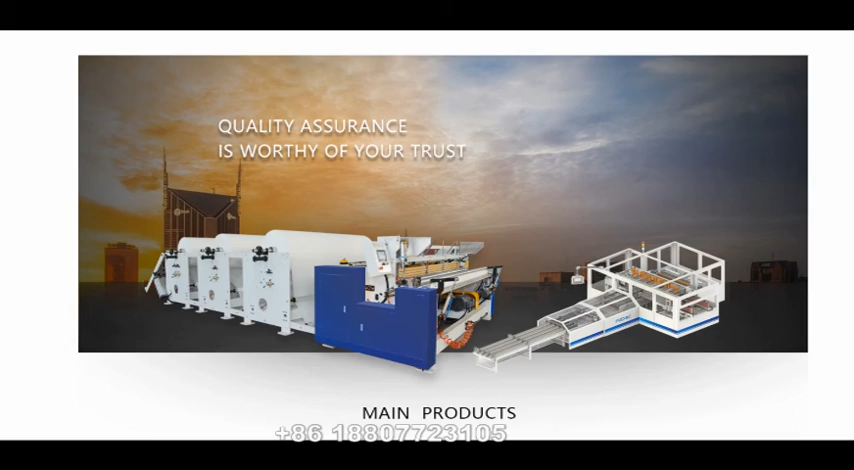 QUALITY ASSURANCE
IS WORTHY OF YOUR TRUST
MAIN PRODUCTS
+86 18807723105